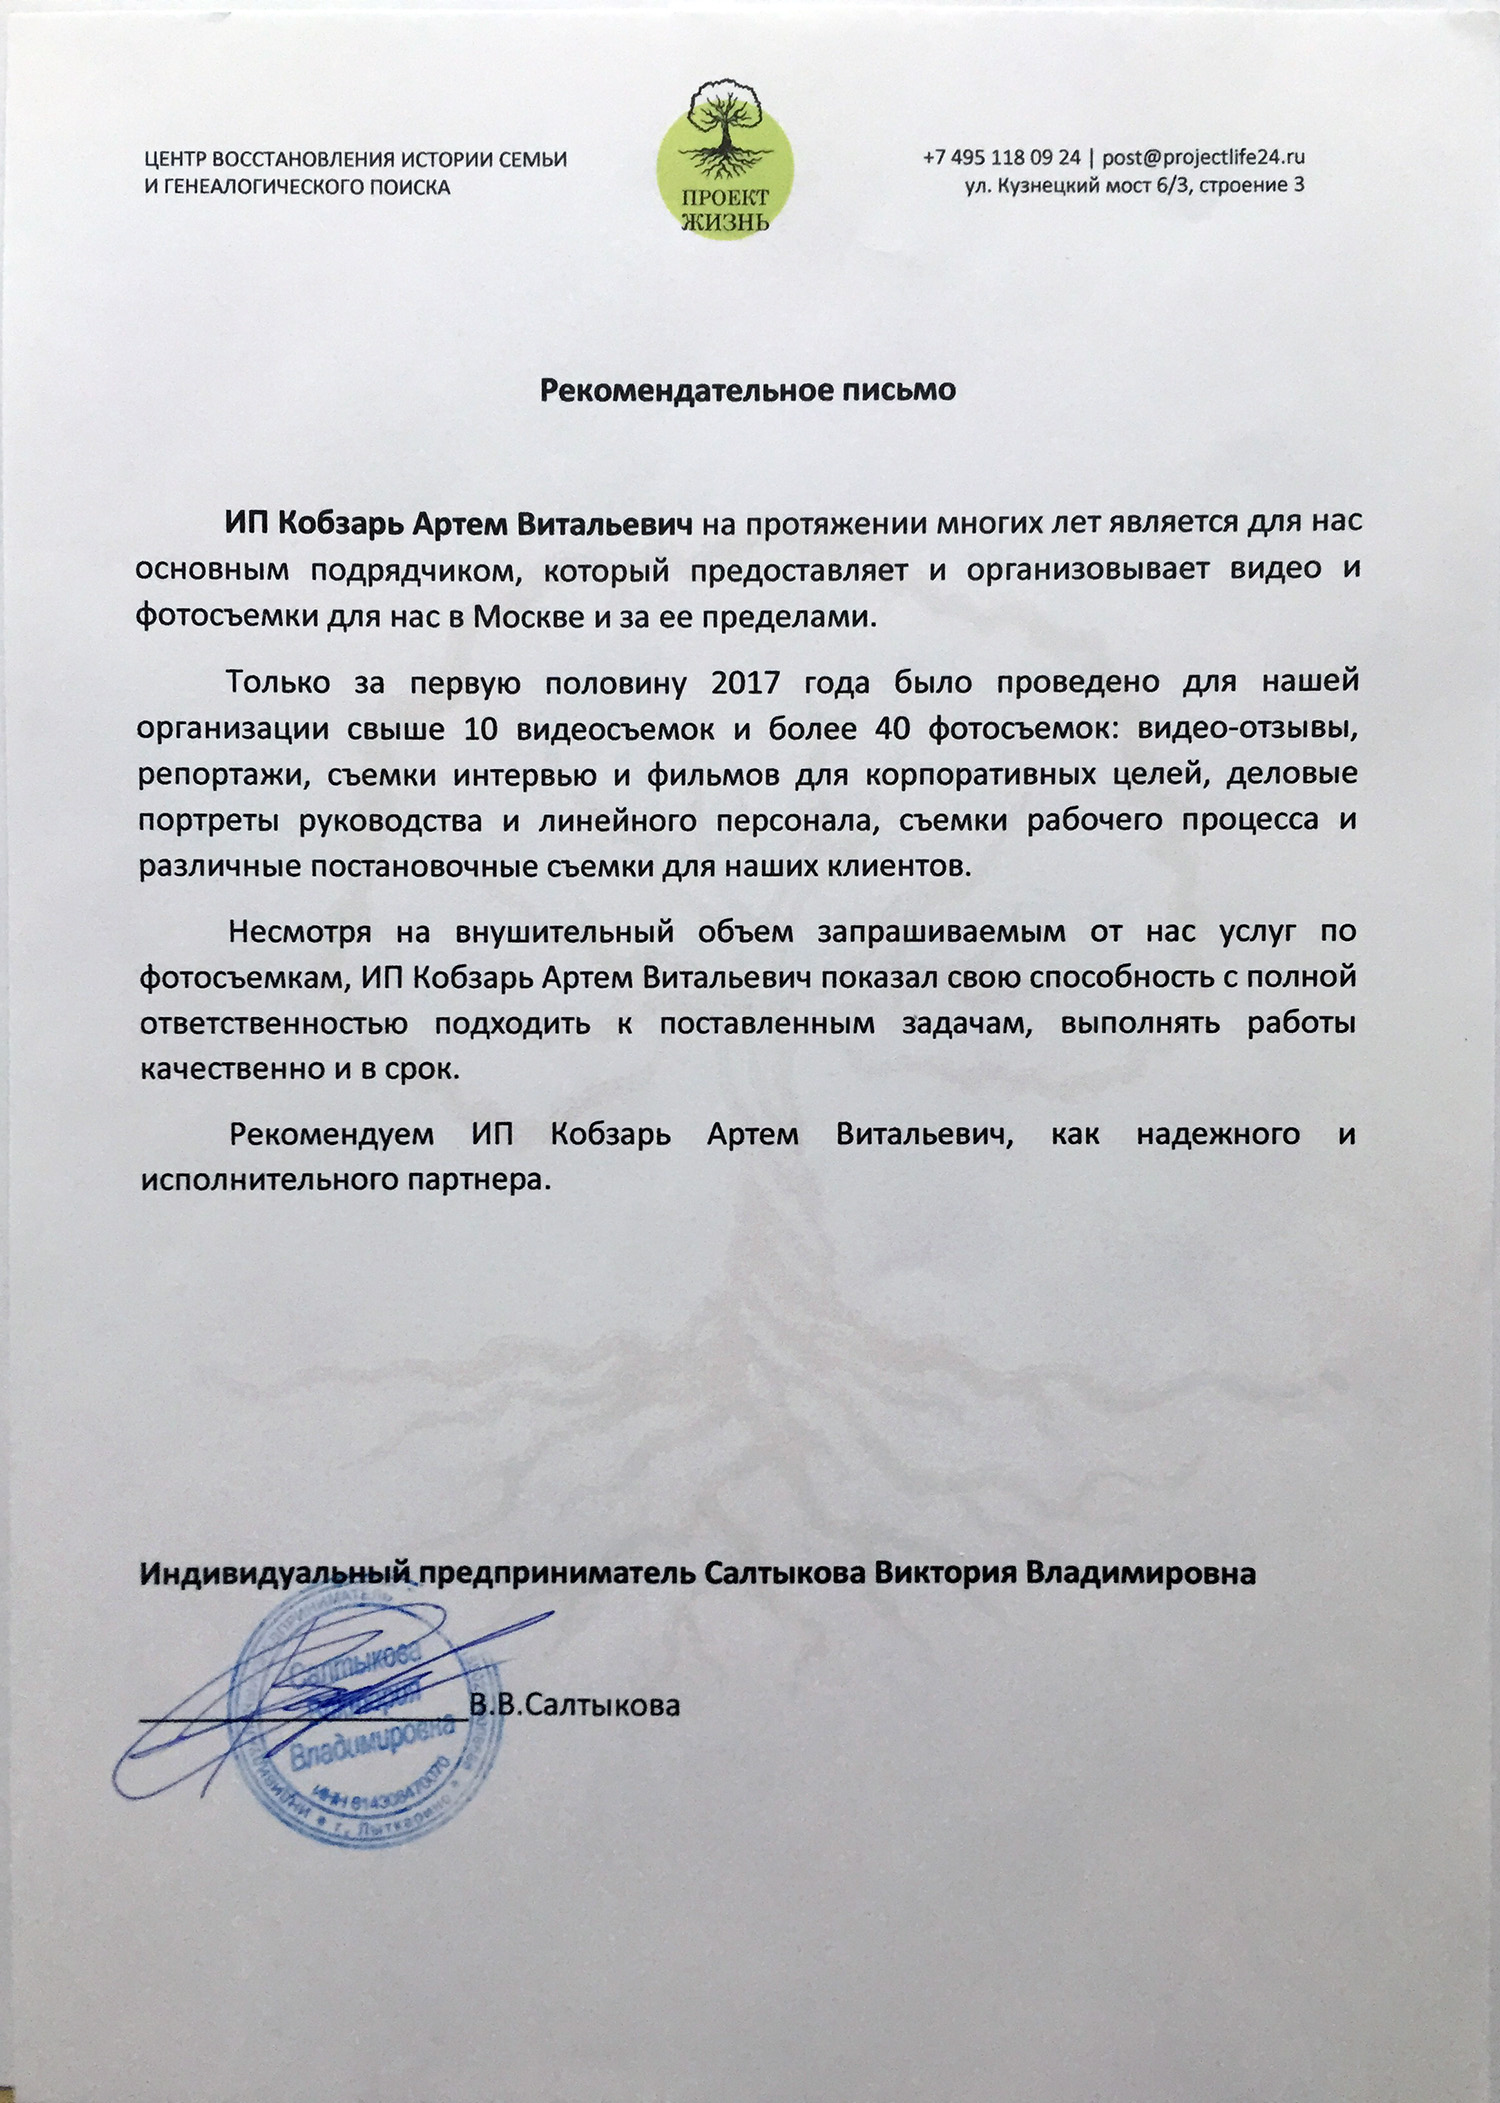 ЦЕНТР ВОССТАНОВЛЕНИЯ ИСТОРИИ СЕМЬИ
И ГЕНЕАЛОГИЧЕСКОГО ПОИСКА
ПРОЕКТ
ЖИЗНЬ
+7 495 118 09 24 | post@projectlife24.ru
ул. Кузнецкий мост 6/3, строение 3
Рекомендательное письмо
ИП Кобзарь Артем Витальевич на протяжении многих лет является для нас
основным подрядчиком, который предоставляет и организовывает видео и
фотосъемки для нас в Москве и за ее пределами.
Только за первую половину 2017 года было проведено для нашей
организации свыше 10 видеосъемок и более 40 фотосъемок: видео-отзывы,
репортажи, съемки интервью и фильмов для корпоративных целей, деловые
портреты руководства и линейного персонала, съемки рабочего процесса и
различные постановочные съемки для наших клиентов.
Несмотря на внушительный объем запрашиваемым от нас услуг по
фотосъемкам, ИП Кобзарь Артем Витальевич показал свою способность с полной
ответственностью подходить к поставленным задачам, выполнять работы
качественно и в срок.
Рекомендуем ИП Кобзарь Артем Витальевич, как надежного и
исполнительного партнера.
Индивидуальный предприниматель Салтыкова Виктория Владимировна
В.В.Салтыкова
Салтыкова
Виктория
Владимировна
ИНН
г. Лыткарино